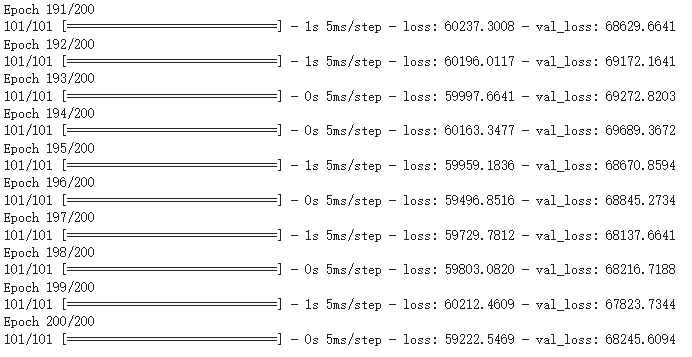 Epoch 191/200
101/101 [==============================] - 1s 5ms/step - loss: 60237.3008 - val_loss: 68629.6641
Epoch 192/200
101/101 [==============================] - 1s 5ms/step - loss: 60196.0117 - val_loss: 69172.1641
Epoch 193/200
101/101 [==============================] - 0s 5ms/step - loss: 59997.6641 - val_loss: 69272.8203
Epoch 194/200
101/101 [==============================] - 0s 5ms/step - loss: 60163.3477 - val_loss: 69689.3672
Epoch 195/200
101/101 [==============================] - 1s 5ms/step - loss: 59959.1836 - val_loss: 68670.8594
Epoch 196/200
101/101 [==============================] - 0s 5ms/step - loss: 59496.8516 - val_loss: 68845.2734
Epoch 197/200
101/101 [==============================] - 1s 5ms/step - loss: 59729.7812 - val_loss: 68137.6641
Epoch 198/200
101/101 [==============================] - 0s 5ms/step - loss: 59803.0820 - val_loss: 68216.7188
Epoch 199/200
101/101 [==============================] - 1s 5ms/step - loss: 60212.4609 - val_loss: 67823.7344
Epoch 200/200
101/101 [==============================] - 0s 5ms/step - loss: 59222.5469 - val_loss: 68245.6094